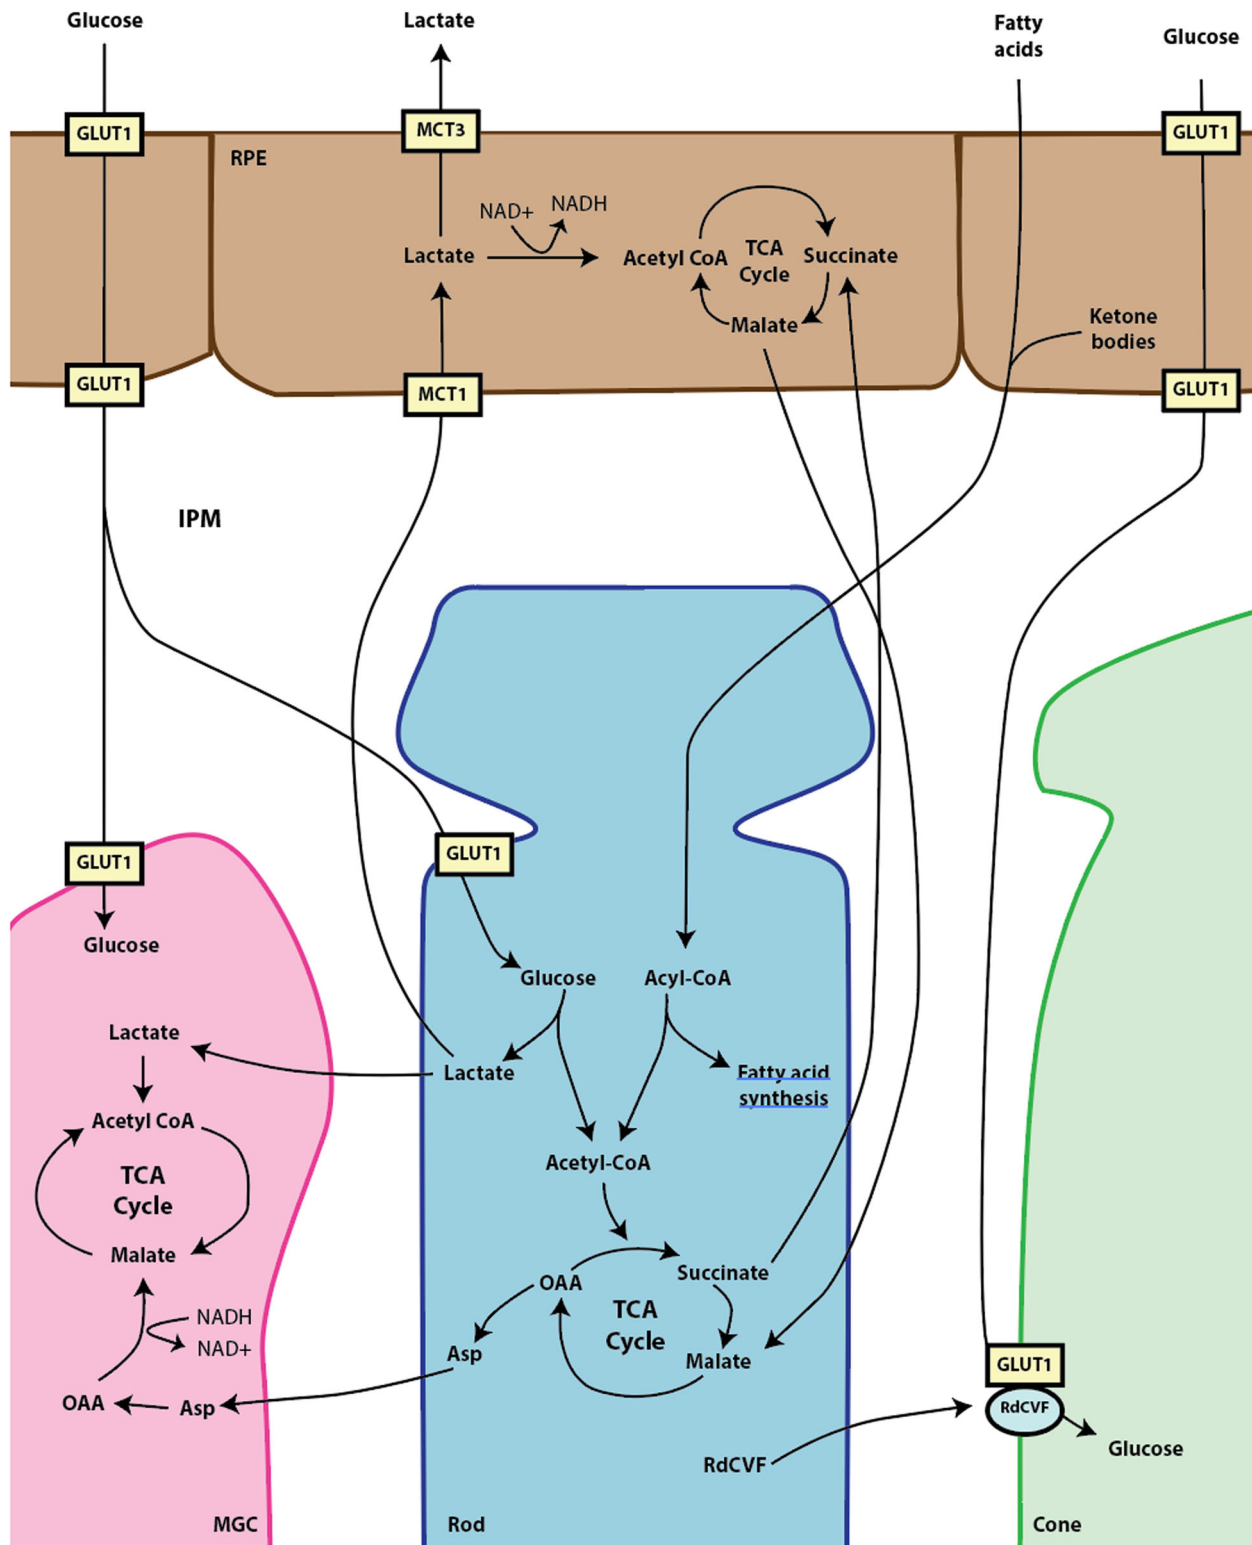 Glucose
Lactate
Fatty
acids
Glucose
GLUT1
MCT3
GLUT1
RPE
NAD+
NADH
Lactate
Acetyl CoA
TCA
Cycle
Succinate
Malate
Ketone
bodies
GLUT1
MCT1
GLUT1
IPM
GLUT1
GLUT1
Glucose
Glucose
Acyl-CoA
Lactate
Lactate
Fatty acid
synthesis
Acetyl CoA
Acetyl-CoA
TCA
Cycle
Malate
OAA
Succinate
TCA
Cycle
NADH
NAD+
Asp
Malate
GLUT1
OAA
Asp
RdCVF
Glucose
RdCVF
MGC
Rod
Cone